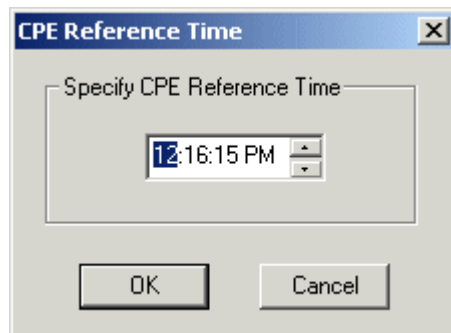 CPE Reference Time
Specify CPE Reference Time
12:16:15 PM
OK Cancel